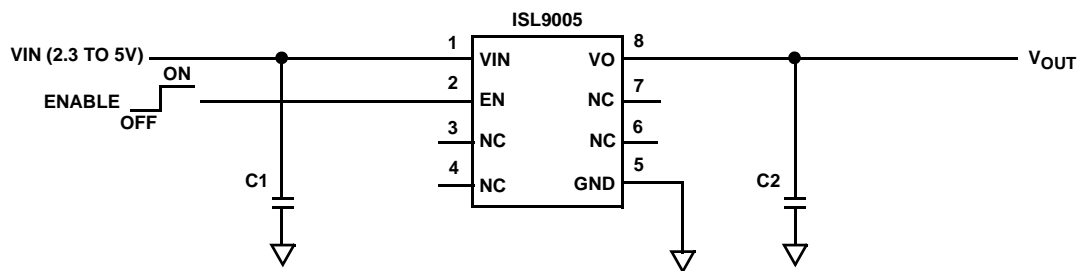 ISL9005
VIN (2.3 TO 5V)
1
VIN
VO
8
VOUT
ON
ENABLE
OFF
2
EN
NC
7
3
NC
NC
6
4
NC
GND
5
C1
C2